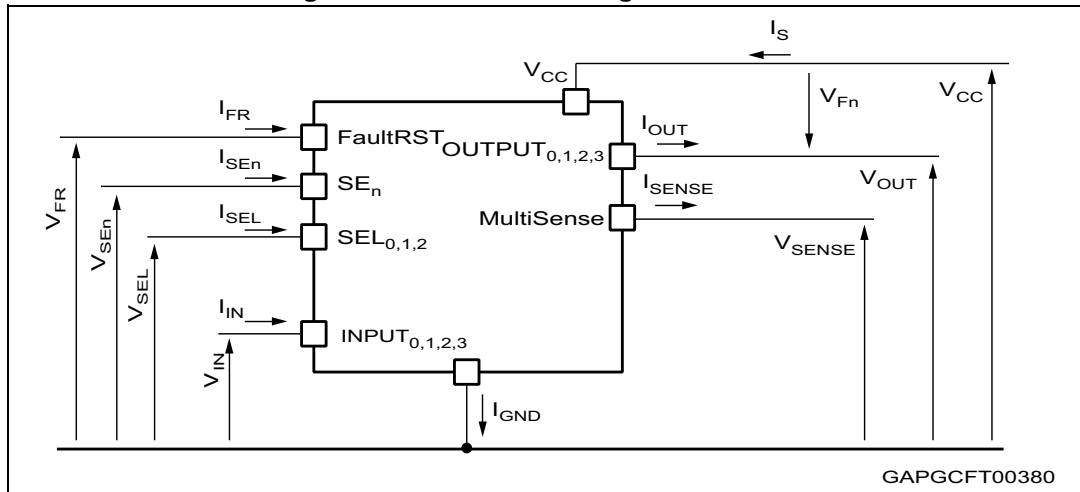 I_S
V_CC
V_Fn
V_CC
I_FR
FaultRST
OUTPUT_0,1,2,3
I_OUT
I_SEn
SE_n
V_OUT
I_SENSE
MultiSense
I_SEL
SEL_0,1,2
V_SENSE
V_FR
V_SEn
V_SEL
I_IN
INPUT_0,1,2,3
V_IN
I_GND
GAPGCFT00380